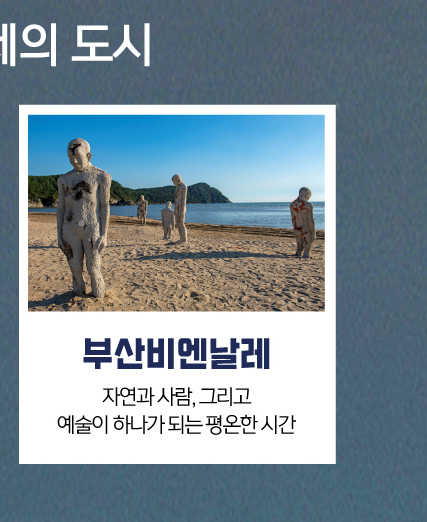 의 도시
부산비엔날레
자연과 사람, 그리고
예술이 하나가 되는 평온한 시간